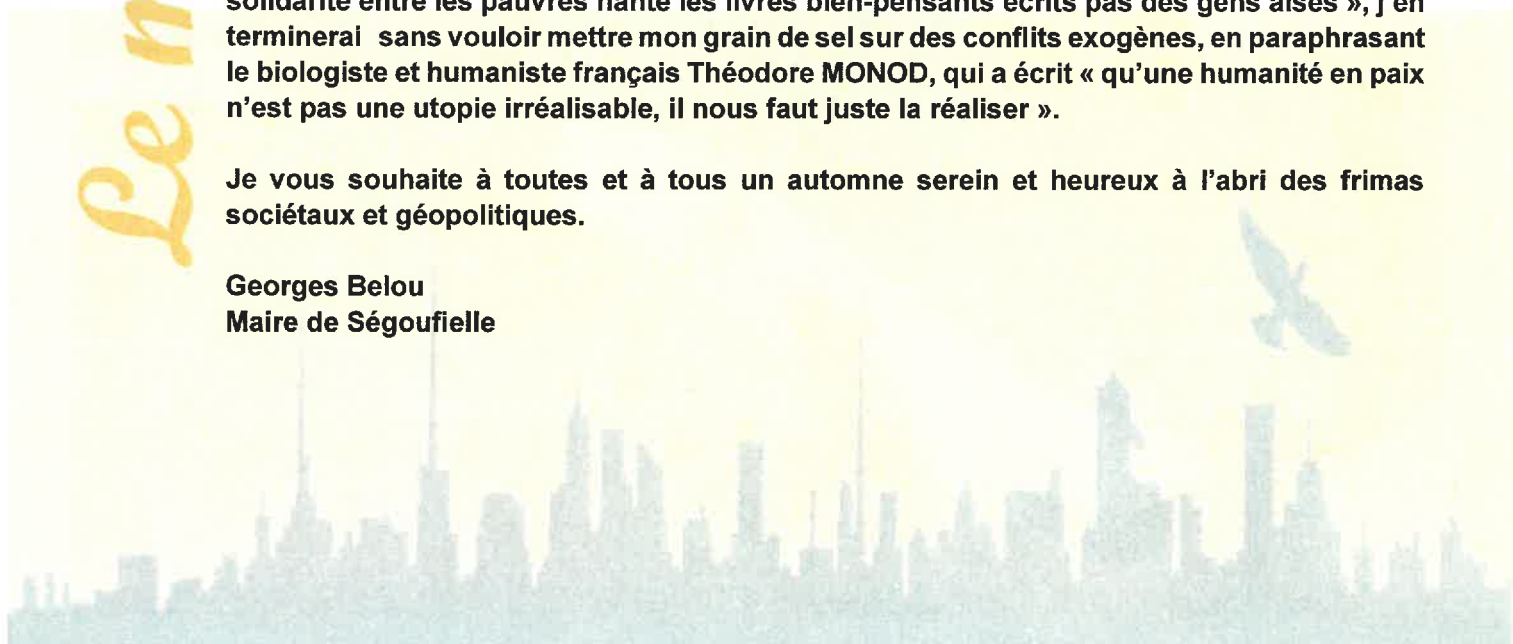 Le m
solidarité entre les pauvres hante les livres bien-pensants écrits pas des gens aisés », j'en
terminerai sans vouloir mettre mon grain de sel sur des conflits exogènes, en paraphrasant
le biologiste et humaniste français Théodore MONOD, qui a écrit « qu'une humanité en paix
n'est pas une utopie irréalisable, il nous faut juste la réaliser ».
Je vous souhaite à toutes et à tous un automne serein et heureux à l'abri des frimas
sociétaux et géopolitiques.
Georges Belou
Maire de Ségoufielle